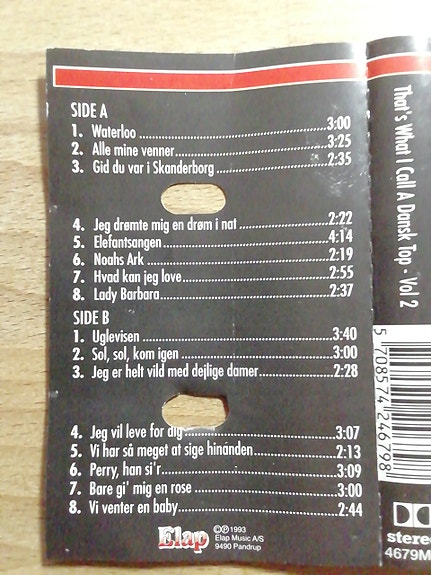 SIDE A
1. Waterloo 3:00
2. Alle mine venner 3:25
3. Gid du var i Skanderborg 2:35
4. Jeg drømte mig en drøm i nat 2:22
5. Elefantsangen 4:14
6. Noahs Ark 2:19
7. Hvad kan jeg love 2:55
8. Lady Barbara 2:37
SIDE B
1. Uglevisen 3:40
2. Sol, sol, kom igen 3:00
3. Jeg er helt vild med dejlige damer 2:28
4. Jeg vil leve for dig 3:07
5. Vi har så meget at sige hinanden 2:13
6. Perry, han si'r 3:09
7. Bare gi' mig en rose 3:00
8. Vi venter en baby 2:44
Elap
©℗ 1993
Elap Music A/S
9490 Pandrup
That's What I Call A Dansk Top - Vol 2
5 708574 246798
stereo
4679M